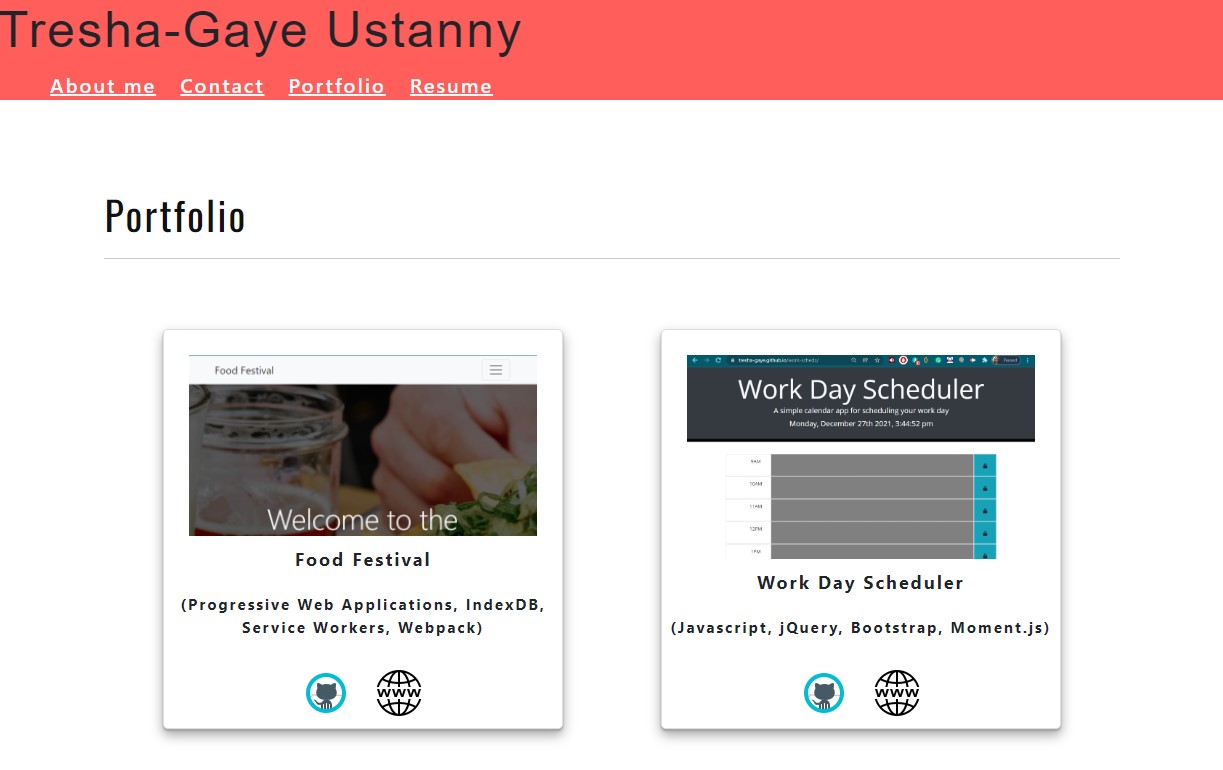 Tresha-Gaye Ustanny
About me Contact Portfolio Resume
Portfolio
Food Festival
Welcome to the
Food Festival
(Progressive Web Applications, IndexDB,
Service Workers, Webpack)
WWW
Work Day Scheduler
A simple calendar app for scheduling your work day
Monday, December 27th 2021, 3:44:52 pm
9AM
10AM
11AM
12PM
1PM
Work Day Scheduler
(Javascript, jQuery, Bootstrap, Moment.js)
WWW